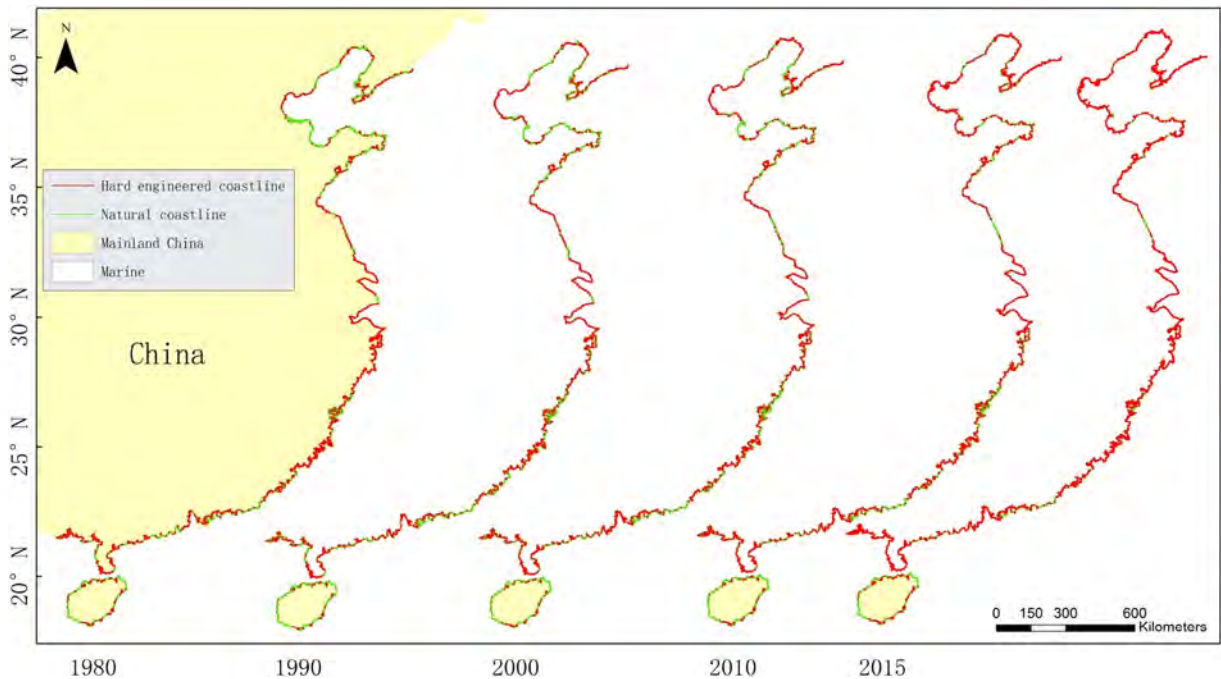 N
40° N
35° N
30° N
25° N
20° N
Hard engineered coastline
Natural coastline
Mainland China
Marine
China
0 150 300 600
Kilometers
1980 1990 2000 2010 2015